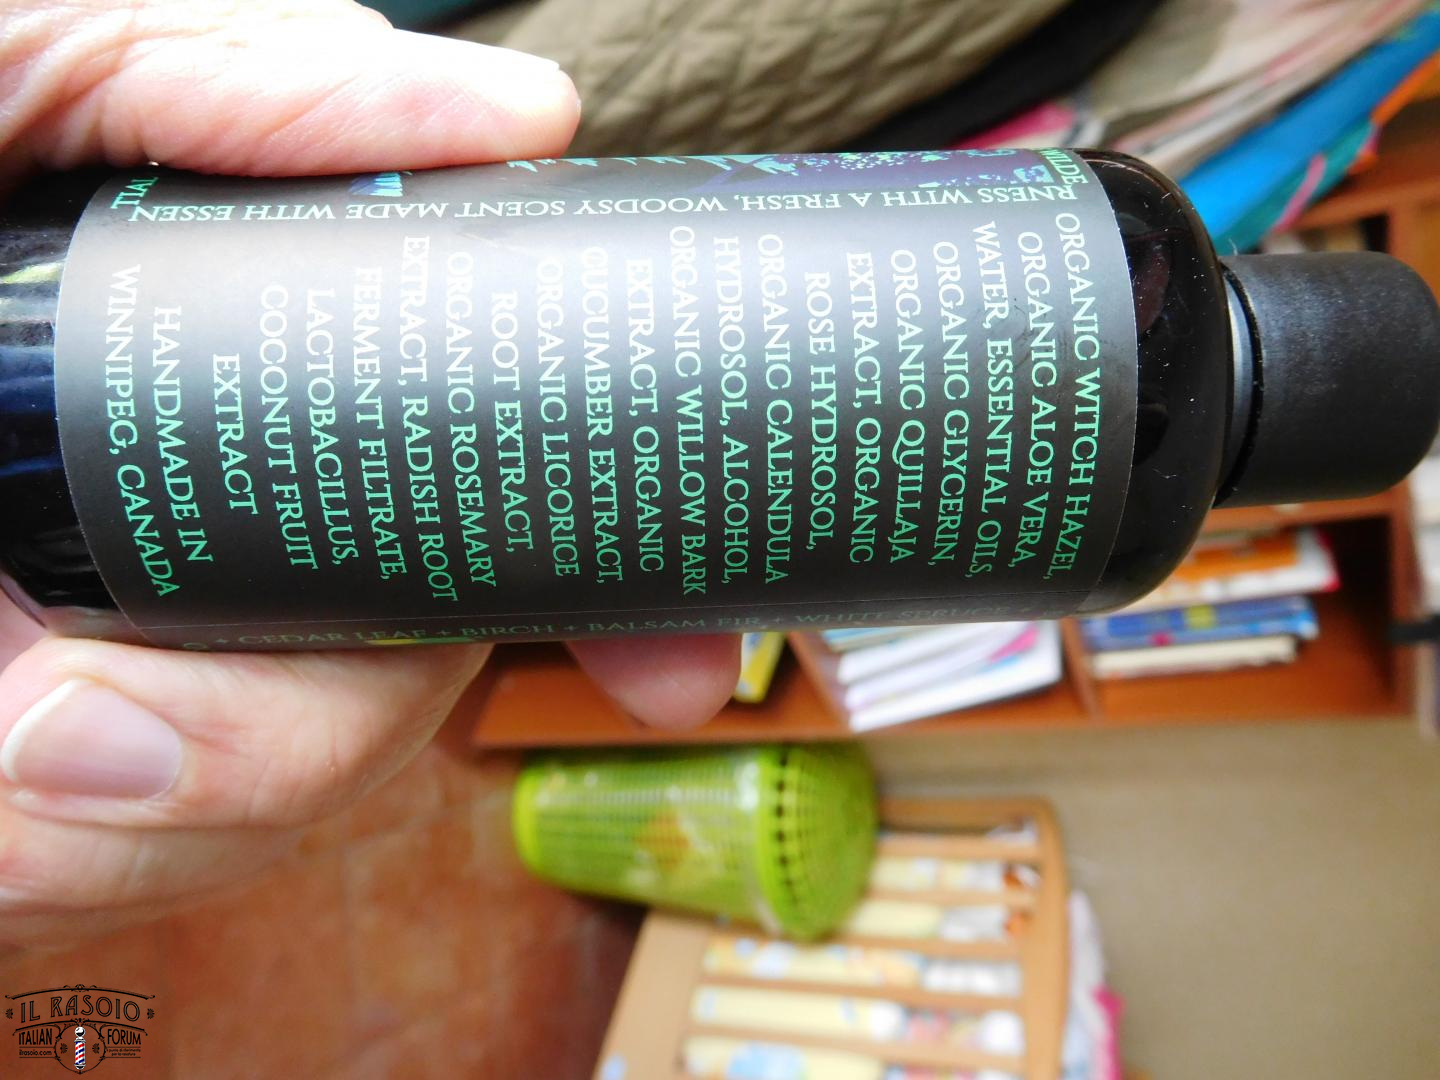 ORGANIC WITCH HAZEL,
ORGANIC ALOE VERA,
WATER, ESSENTIAL OILS,
ORGANIC GLYCERIN,
ORGANIC QUILLAJA
EXTRACT, ORGANIC
ROSE HYDROSOL,
ORGANIC CALENDULA
HYDROSOL, ALCOHOL,
ORGANIC WILLOW BARK
EXTRACT, ORGANIC
CUCUMBER EXTRACT,
ORGANIC LICORICE
ROOT EXTRACT,
ORGANIC ROSEMARY
EXTRACT, RADISH ROOT
FERMENT FILTRATE,
LACTOBACILLUS,
COCONUT FRUIT
EXTRACT
HANDMADE IN
WINNIPEG, CANADA
WILDERNESS WITH A FRESH, WOODSY SCENT MADE WITH ESSENTIAL
+ CEDAR LEAF + BIRCH + BALSAM FIR + WHITE SPRUCE +
IL RASOIO
ITALIAN FORUM
ilrasoio.com